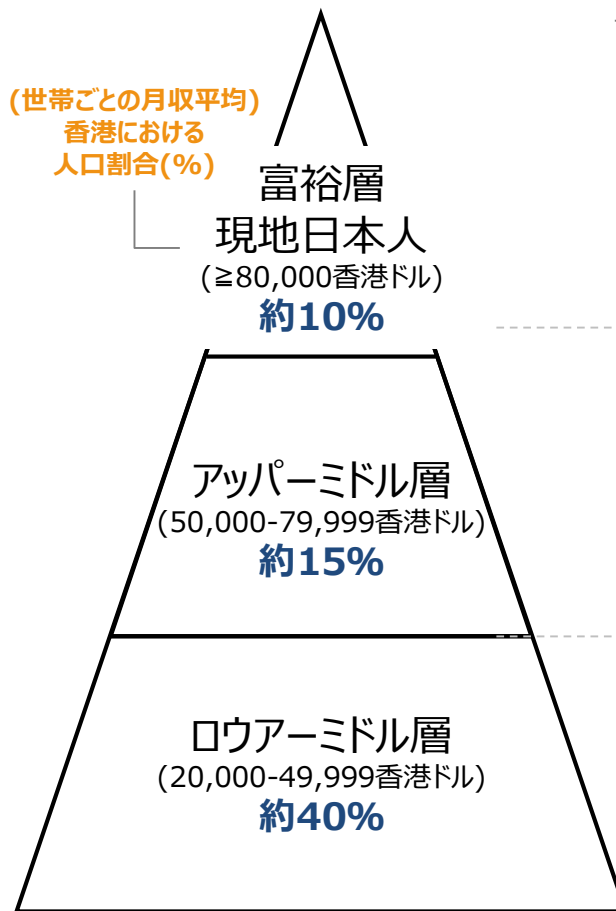 (世帯ごとの月収平均)
香港における
人口割合(%)
富裕層
現地日本人
(≧80,000香港ドル)
約10%
アッパーミドル層
(50,000-79,999香港ドル)
約15%
ロウアーミドル層
(20,000-49,999香港ドル)
約40%